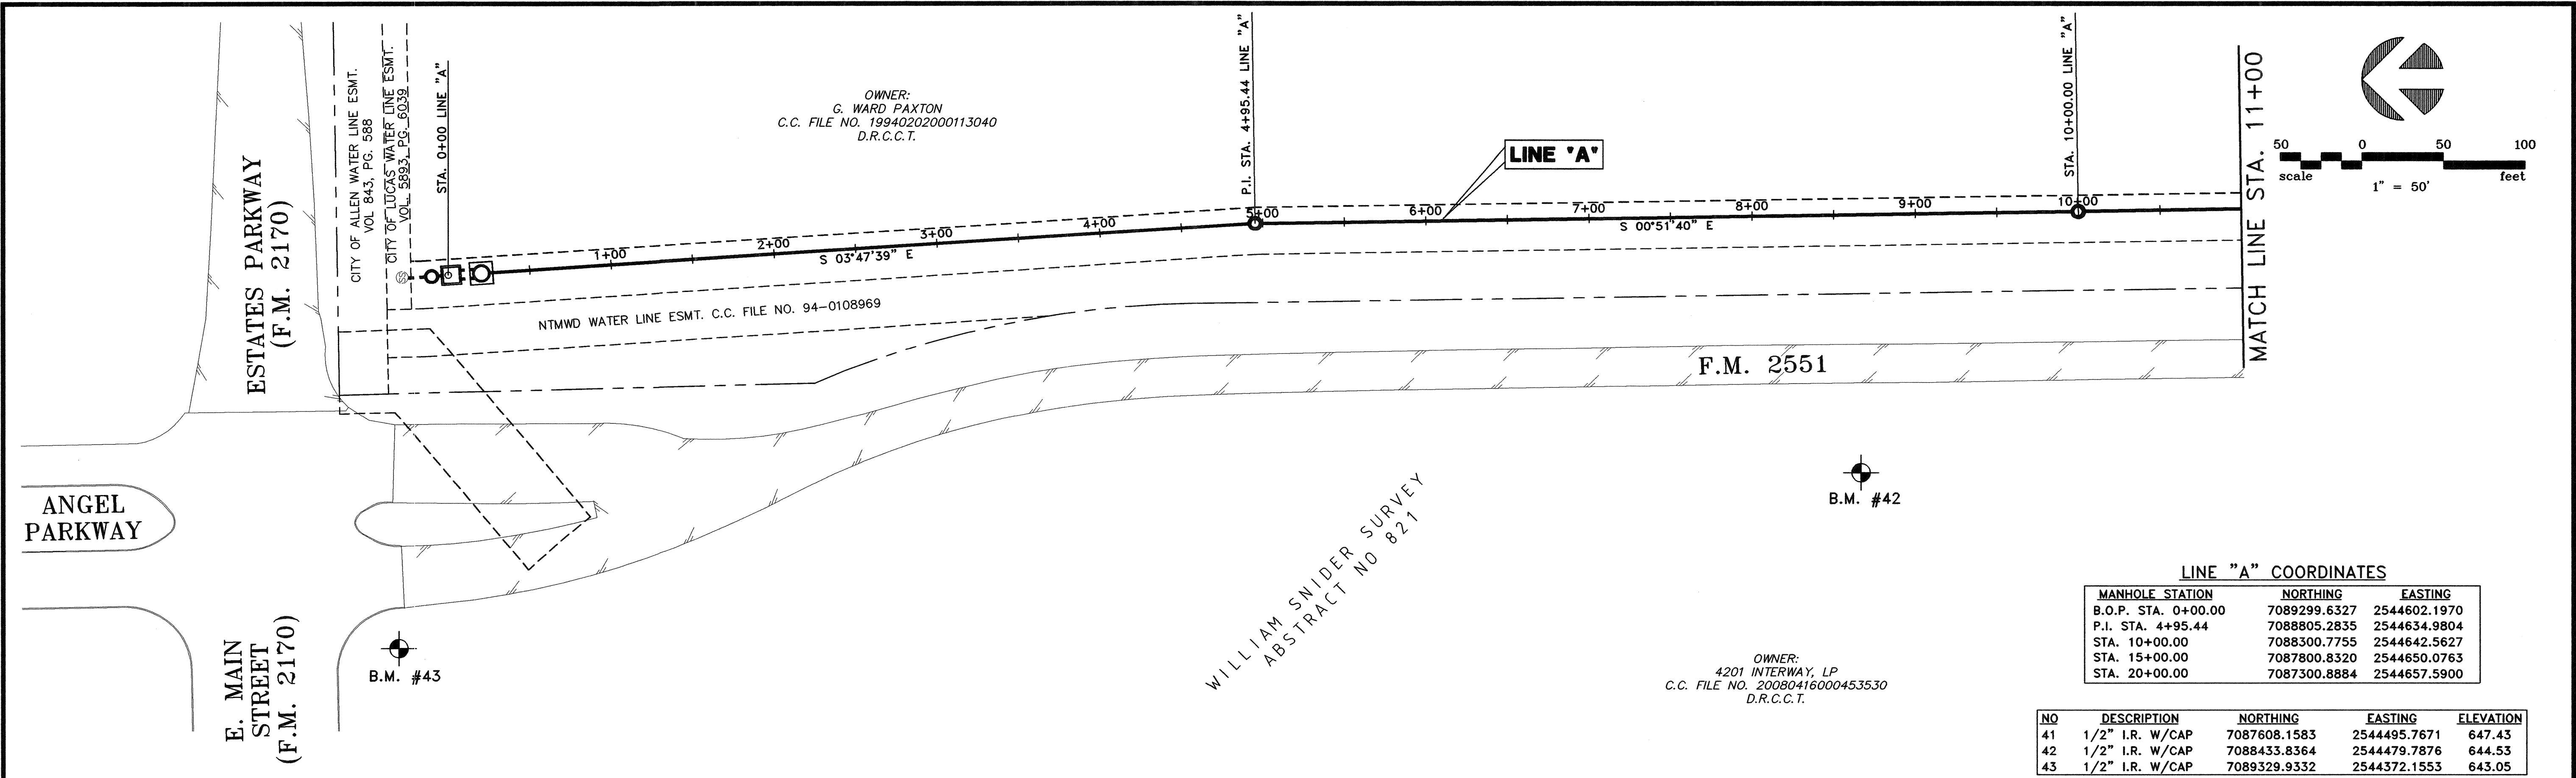 ESTATES PARKWAY
(F.M. 2170)
CITY OF ALLEN WATER LINE ESMT.
VOL 843, PG. 588
CITY OF LUCAS WATER LINE ESMT.
VOL. 5893, PG. 6039
STA. 0+00 LINE "A"
OWNER:
G. WARD PAXTON
C.C. FILE NO. 19940202000113040
D.R.C.C.T.
P.I. STA. 4+95.44 LINE "A"
LINE "A"
STA. 10+00.00 LINE "A"
MATCH LINE STA. 11+00
50 0 50 100
scale feet
1" = 50'
SS
1+00
2+00
3+00
4+00
5+00
6+00
7+00
8+00
9+00
10+00
S 03°47'39" E
S 00°51'40" E
NTMWD WATER LINE ESMT. C.C. FILE NO. 94-0108969
F.M. 2551
ANGEL
PARKWAY
B.M. #42
WILLIAM SNIDER SURVEY
ABSTRACT NO 821
E. MAIN
STREET
(F.M. 2170)
B.M. #43
OWNER:
4201 INTERWAY, LP
C.C. FILE NO. 20080416000453530
D.R.C.C.T.
LINE "A" COORDINATES
MANHOLE STATION NORTHING EASTING
B.O.P. STA. 0+00.00 7089299.6327 2544602.1970
P.I. STA. 4+95.44 7088805.2835 2544634.9804
STA. 10+00.00 7088300.7755 2544642.5627
STA. 15+00.00 7087800.8320 2544650.0763
STA. 20+00.00 7087300.8884 2544657.5900
NO DESCRIPTION NORTHING EASTING ELEVATION
41 1/2" I.R. W/CAP 7087608.1583 2544495.7671 647.43
42 1/2" I.R. W/CAP 7088433.8364 2544479.7876 644.53
43 1/2" I.R. W/CAP 7089329.9332 2544372.1553 643.05